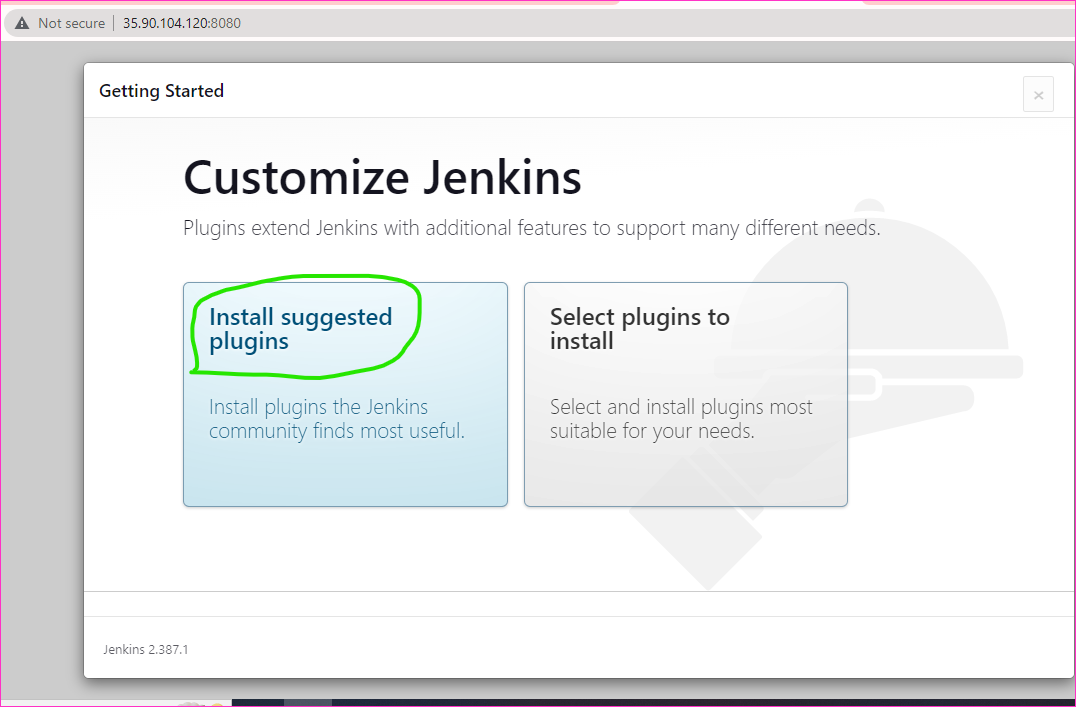 Not secure 35.90.104.120:8080
Getting Started
×
Customize Jenkins
Plugins extend Jenkins with additional features to support many different needs.
Install suggested
plugins
Install plugins the Jenkins
community finds most useful.
Select plugins to
install
Select and install plugins most
suitable for your needs.
Jenkins 2.387.1